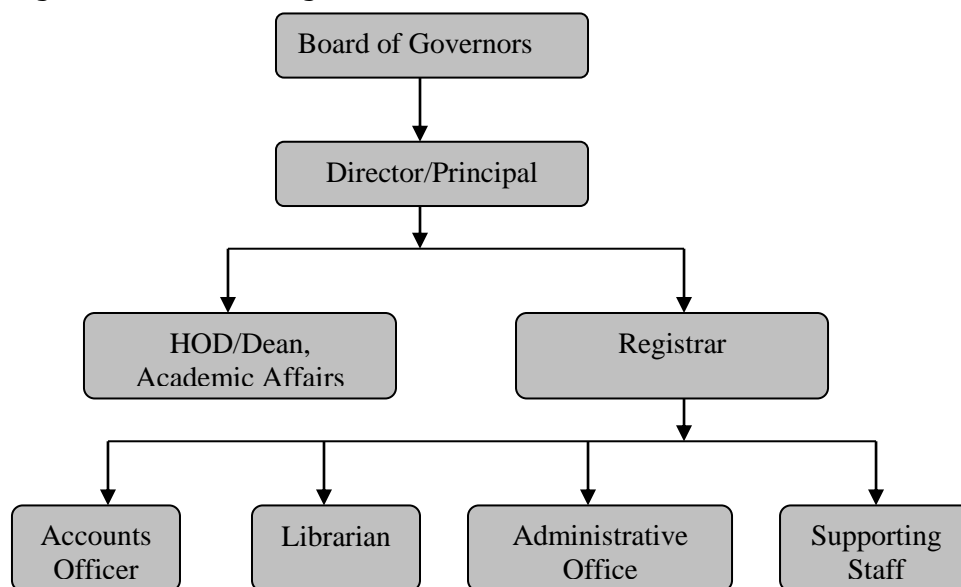 Board of Governors
Director/Principal
HOD/Dean,
Academic Affairs
Registrar
Accounts
Officer
Librarian
Administrative
Office
Supporting
Staff